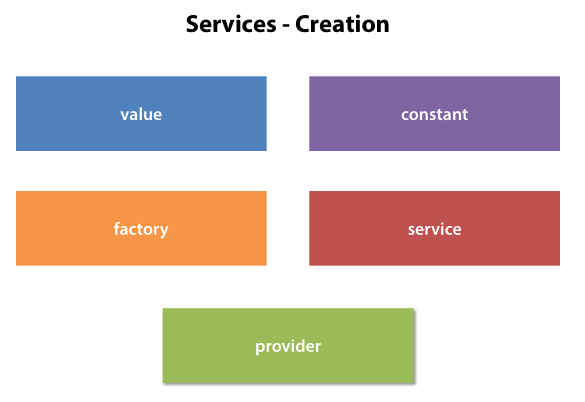 Services - Creation
value
constant
factory
service
provider